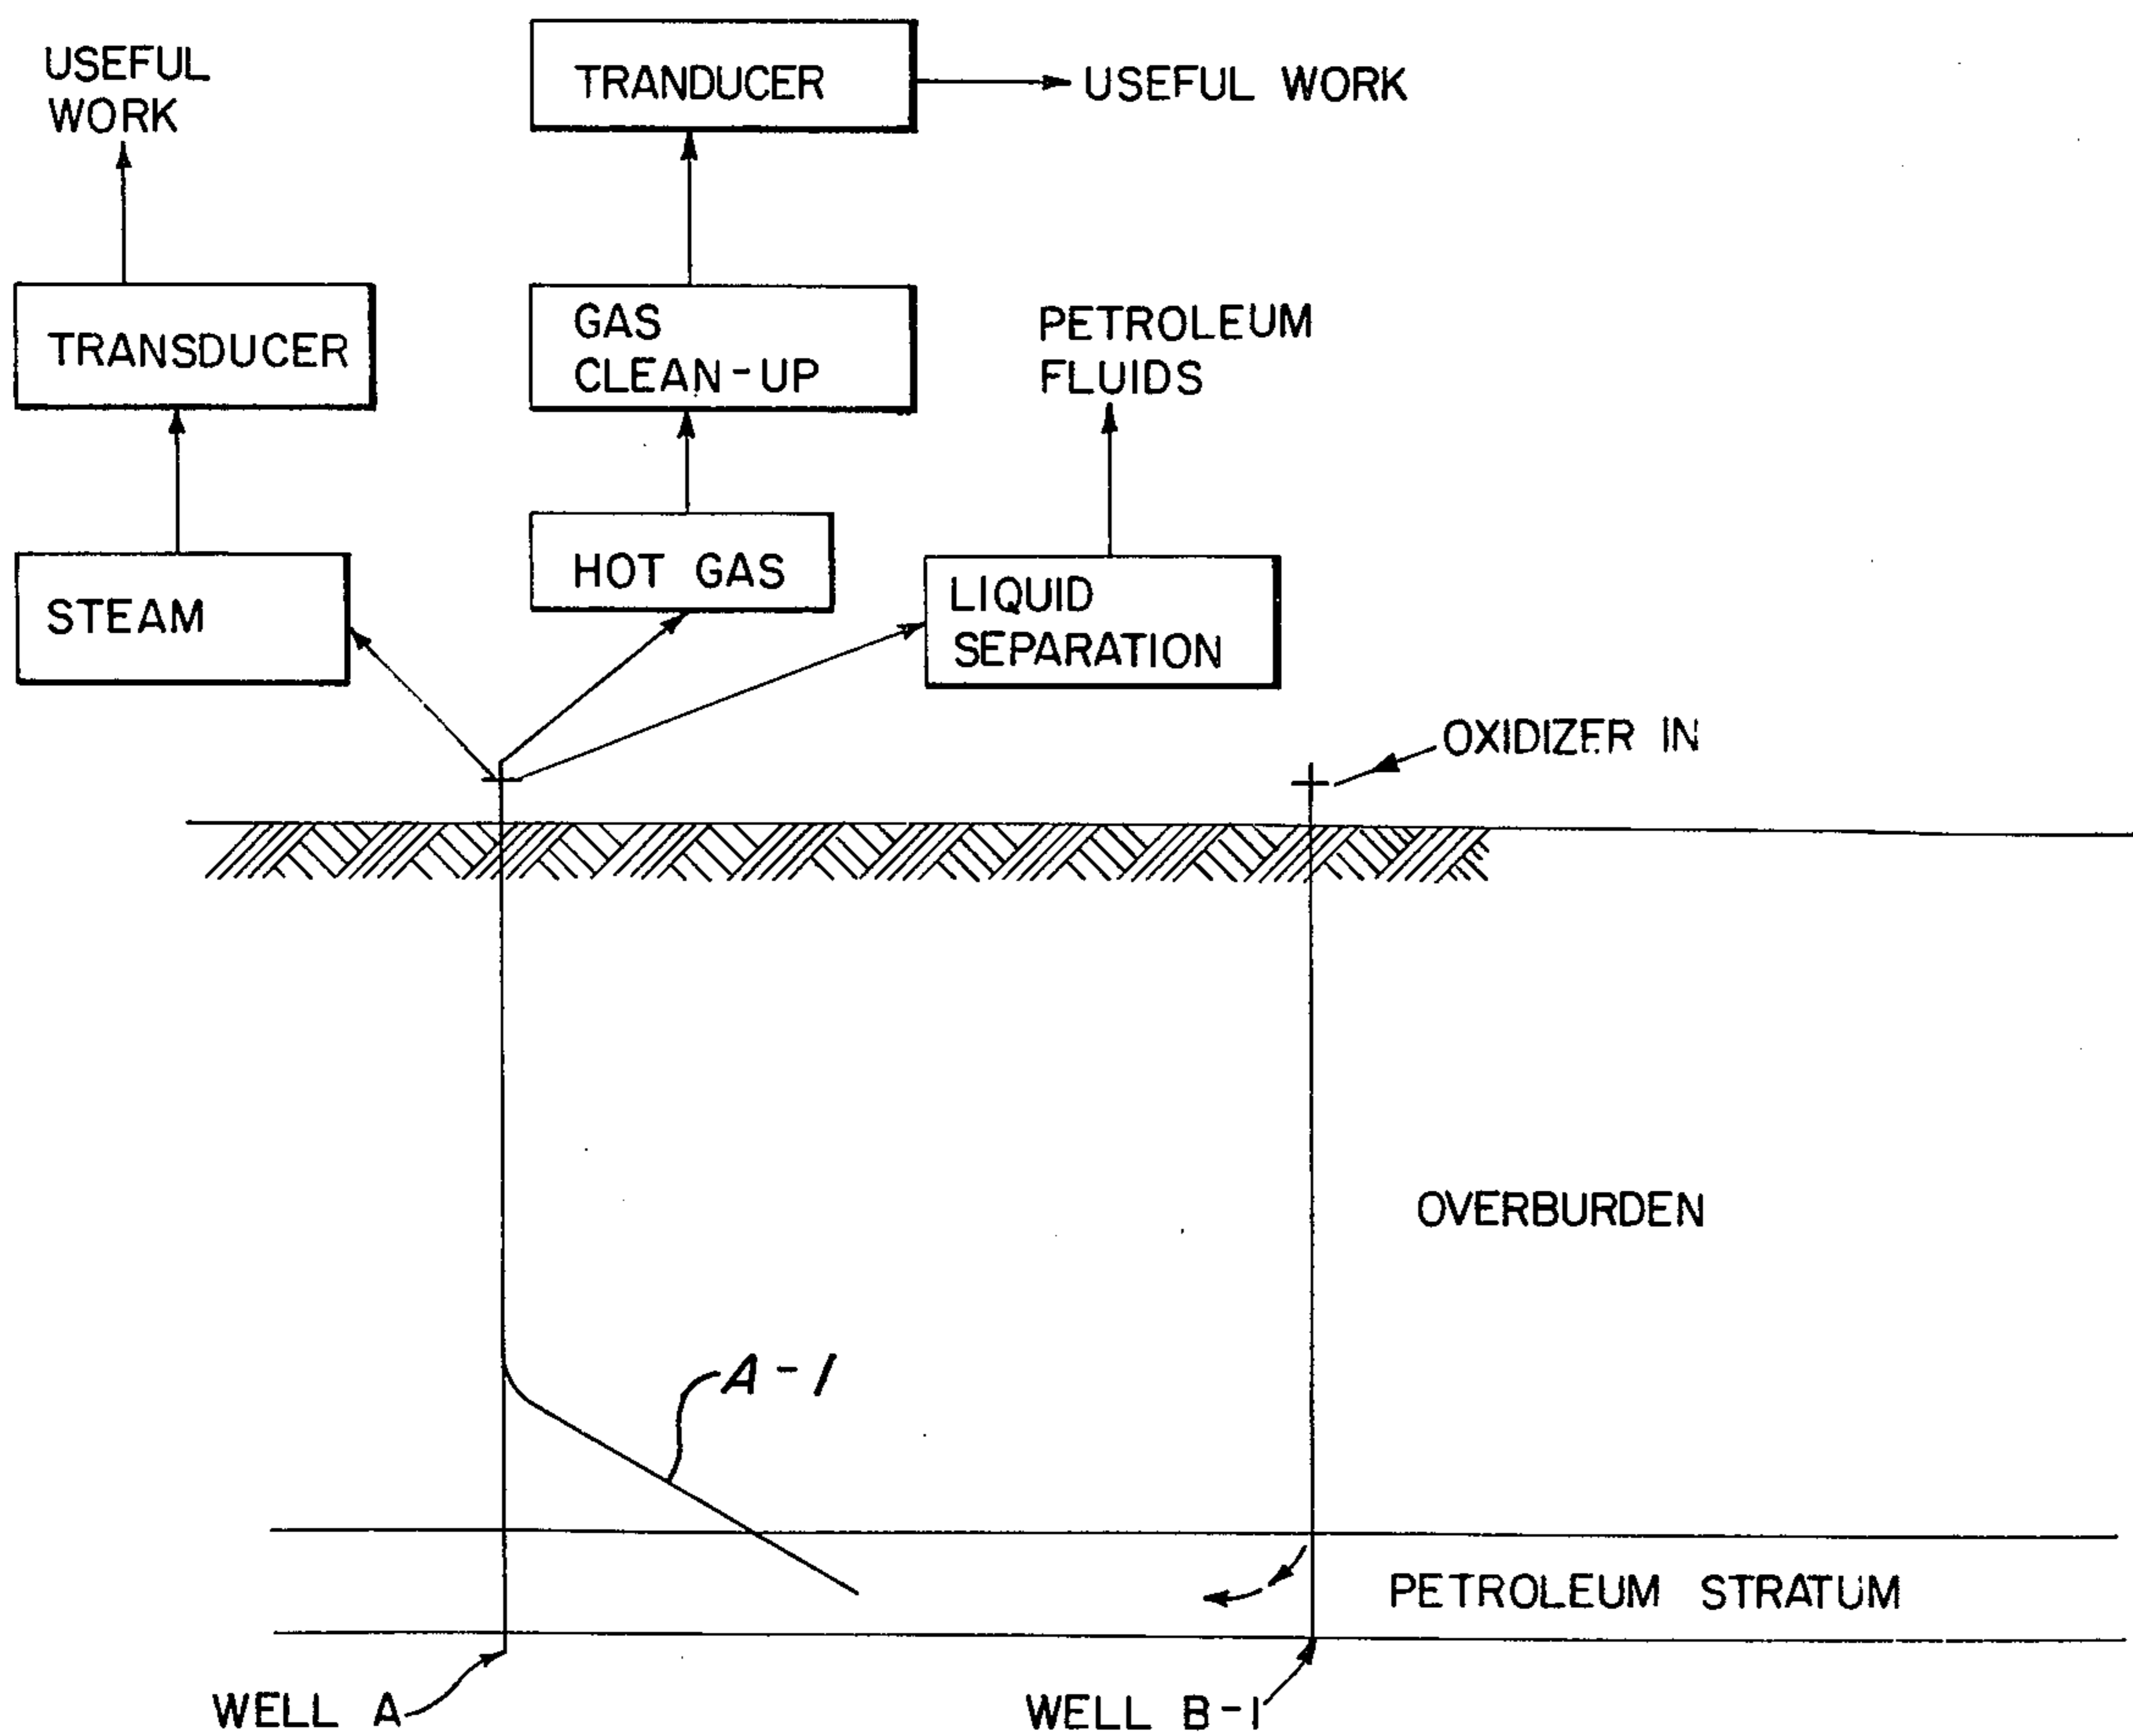 USEFUL
WORK
TRANDUCER
USEFUL WORK
TRANSDUCER
GAS
CLEAN-UP
PETROLEUM
FLUIDS
STEAM
HOT GAS
LIQUID
SEPARATION
OXIDIZER IN
OVERBURDEN
A-1
PETROLEUM STRATUM
WELL A
WELL B-1